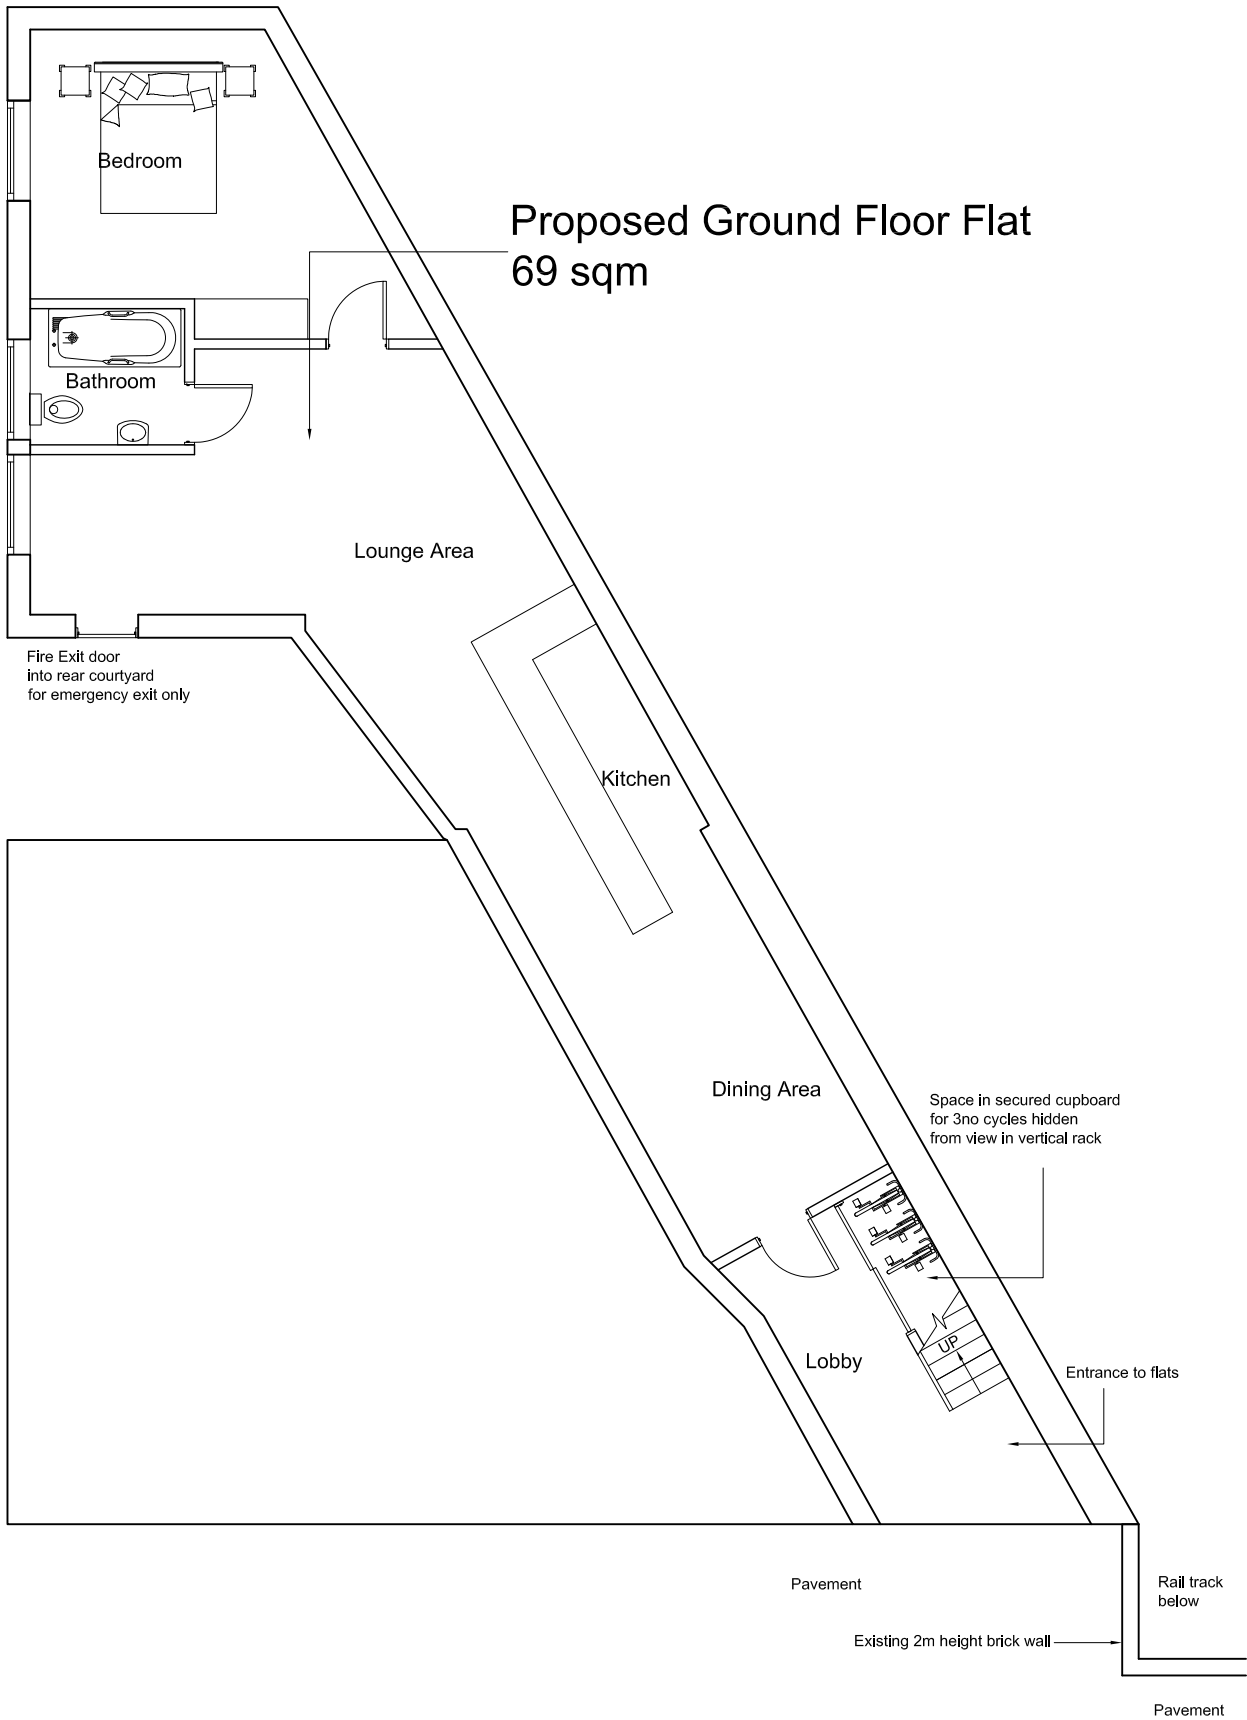 Bedroom
Proposed Ground Floor Flat
69 sqm
Bathroom
Lounge Area
Fire Exit door
into rear courtyard
for emergency exit only
Kitchen
Dining Area
Space in secured cupboard
for 3no cycles hidden
from view in vertical rack
UP
Lobby
Entrance to flats
Pavement
Rail track
below
Existing 2m height brick wall
Pavement